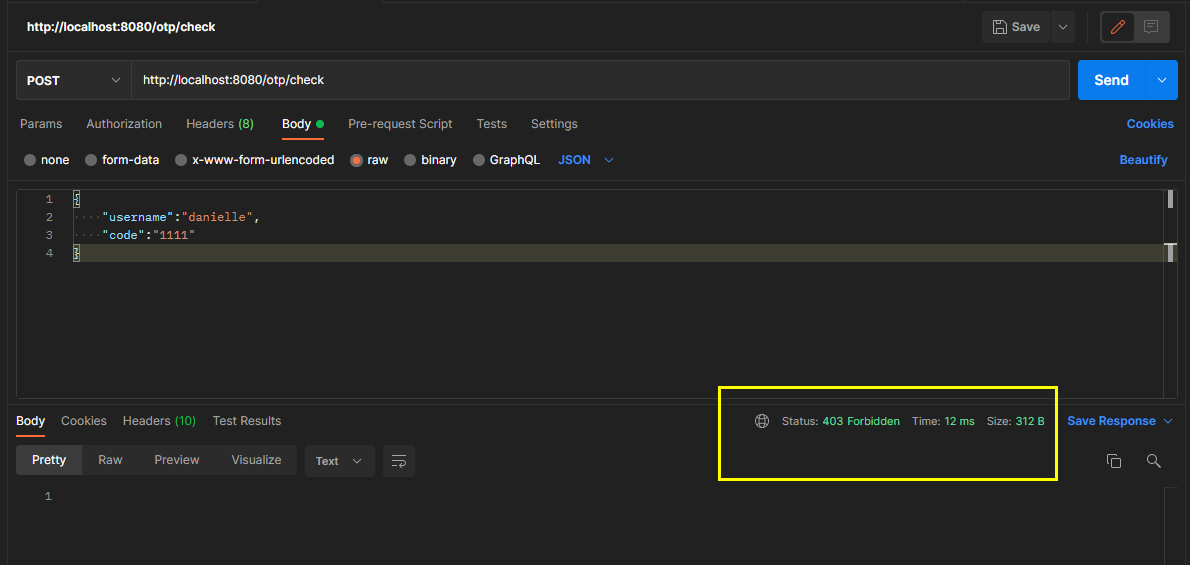 http://localhost:8080/otp/check
Save
POST
http://localhost:8080/otp/check
Send
Params Authorization Headers (8) Body Pre-request Script Tests Settings Cookies
none form-data x-www-form-urlencoded raw binary GraphQL JSON Beautify
1 {
2 "username":"danielle",
3 "code":"1111"
4 }
Body Cookies Headers (10) Test Results Status: 403 Forbidden Time: 12 ms Size: 312 B Save Response
Pretty Raw Preview Visualize Text
1